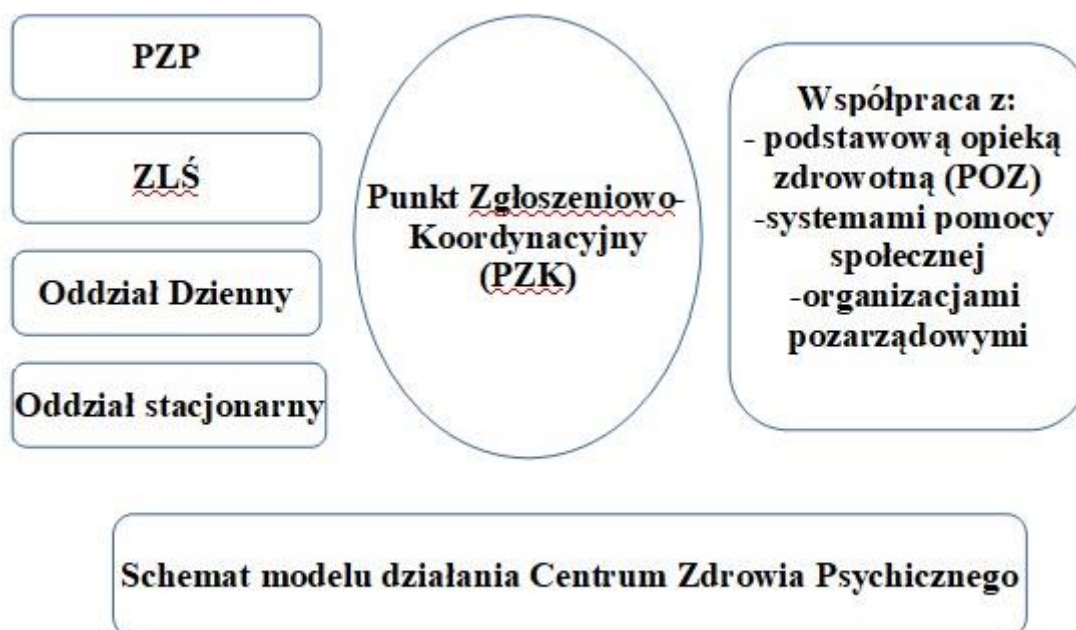 PZP
ZLŚ
Oddział Dzienny
Oddział stacjonarny
Punkt Zgłoszeniowo-
Koordynacyjny
(PZK)
Współpraca z:
- podstawową opieką
zdrowotną (POZ)
-systemami pomocy
społecznej
-organizacjami
pozarządowymi
Schemat modelu działania Centrum Zdrowia Psychicznego